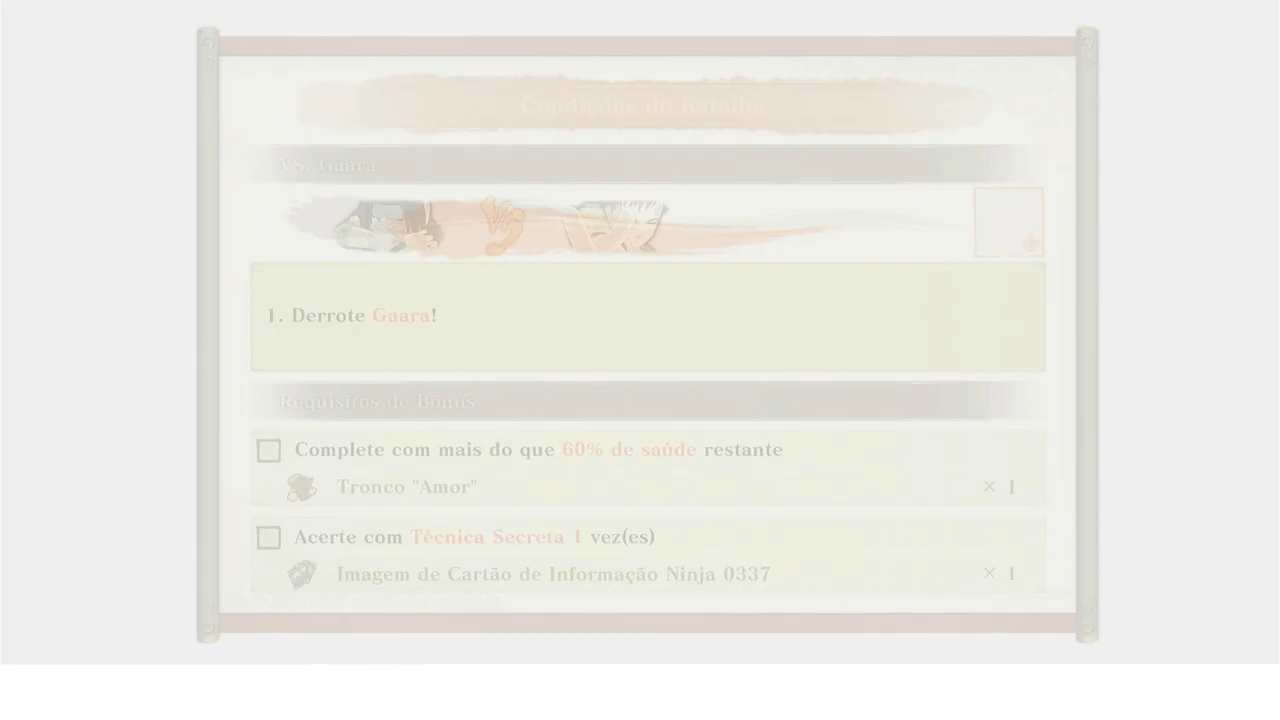 Condições de Batalha
VS. Gaara
1. Derrote Gaara!
Requisitos de Bônus
Complete com mais do que 60% de saúde restante
Tronco "Amor" × 1
Acerte com Técnica Secreta 1 vez(es)
Imagem de Cartão de Informação Ninja 0337 × 1